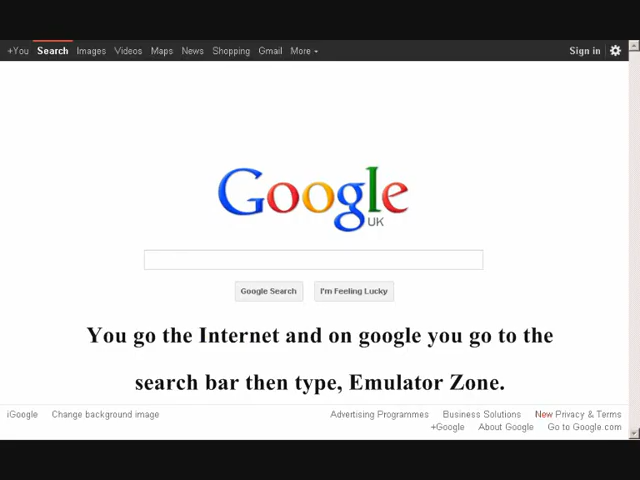 +You Search Images Videos Maps News Shopping Gmail More Sign in
Google
UK
Google Search I'm Feeling Lucky
You go the Internet and on google you go to the
search bar then type, Emulator Zone.
iGoogle Change background image Advertising Programmes Business Solutions New Privacy & Terms
+Google About Google Go to Google.com